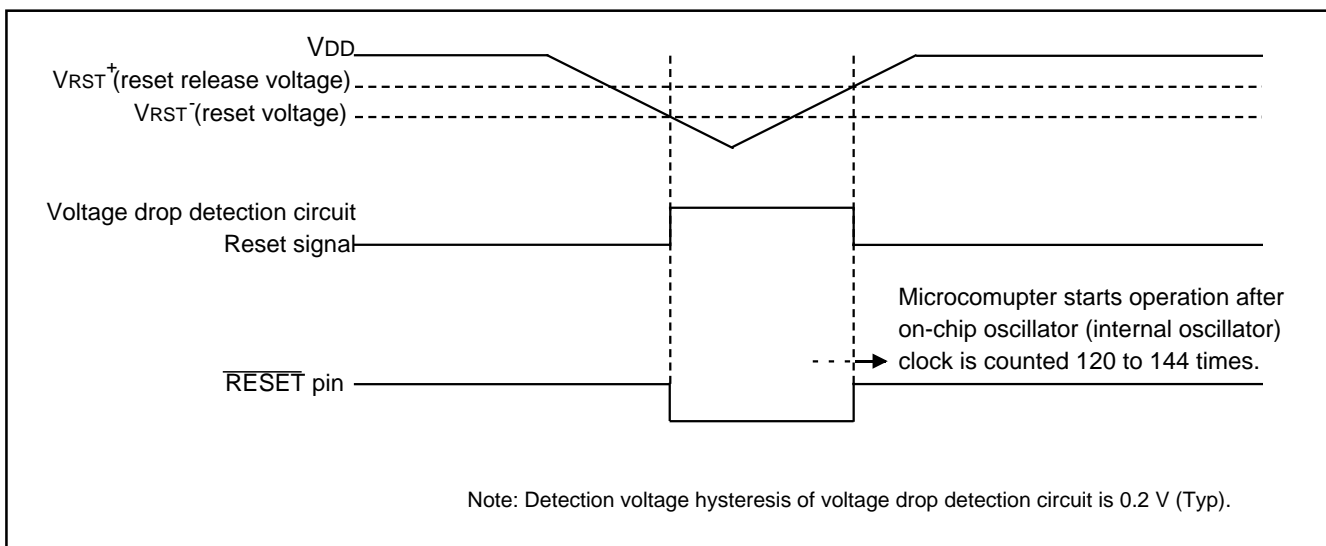 VDD
VRST+(reset release voltage)
VRST-(reset voltage)
Voltage drop detection circuit
Reset signal
Microcomupter starts operation after
on-chip oscillator (internal oscillator)
clock is counted 120 to 144 times.
RESET pin
Note: Detection voltage hysteresis of voltage drop detection circuit is 0.2 V (Typ).